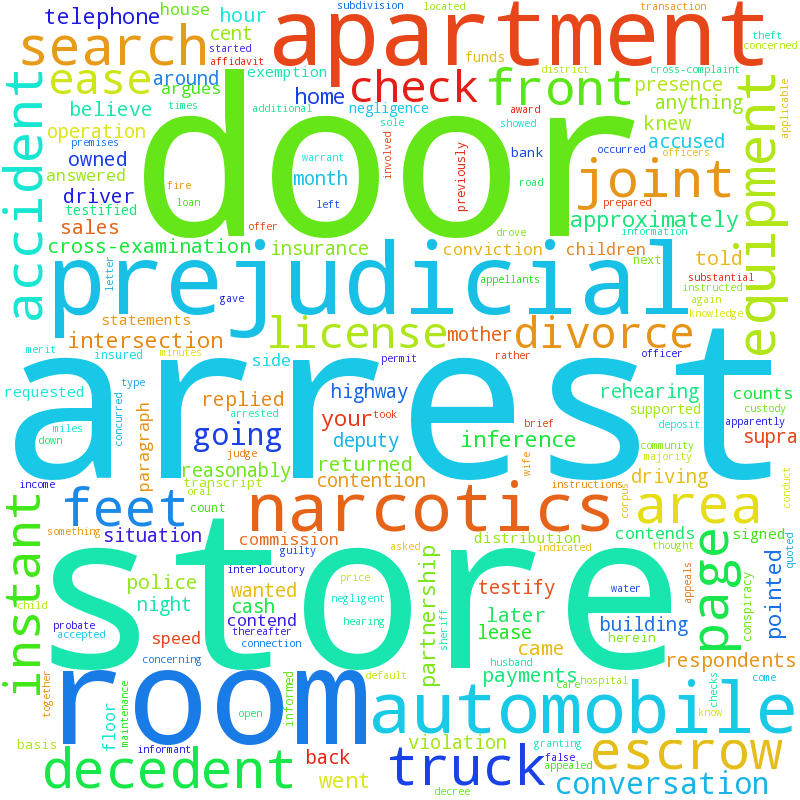 subdivision
located
transaction
house
telephone
hour
apartment
theft
started
cent
funds
concerned
search
affidavit
cross-complaint
exemption
district
ease
around
argues
check
front
presence
door
home
anything
believe
times
additional
negligence
award
applicable
sole
showed
knew
operation
accused
premises
warrant
involved
occurred
officers
owned
previously
bank
joint
equipment
accident
answered
month
fire
road
driver
loan
left
prepared
testified
offer
approximately
sales
drove
information
cross-examination
insurance
conviction
children
next
told
prejudicial
letter
appellants
substantial
instructed
gave
again
knowledge
statements
license
mother
divorce
intersection
merit
insured
minutes
side
permit
rather
officer
arrest
requested
type
replied
highway
rehearing
counts
concurred
arrested
took
supported
custody
your
brief
deposit
apparently
miles
paragraph
going
judge
deputy
inference
supra
down
community
majority
reasonably
returned
wife
contention
driving
income
transcript
instructions
corpus
conduct
oral
feet
count
narcotics
area
instant
something
situation
commission
guilty
asked
distribution
contends
signed
quoted
indicated
thought
page
pointed
store
police
interlocutory
price
partnership
wanted
testify
appeals
conspiracy
child
night
cash
negligent
sheriff
later
building
probate
contend
lease
water
accepted
thereafter
hearing
herein
speed
came
concerning
connection
husband
respondents
together
room
default
payments
care
hospital
checks
come
maintenance
informed
know
automobile
floor
open
basis
violation
informant
back
truck
false
granting
escrow
decedent
went
appealed
conversation
decree